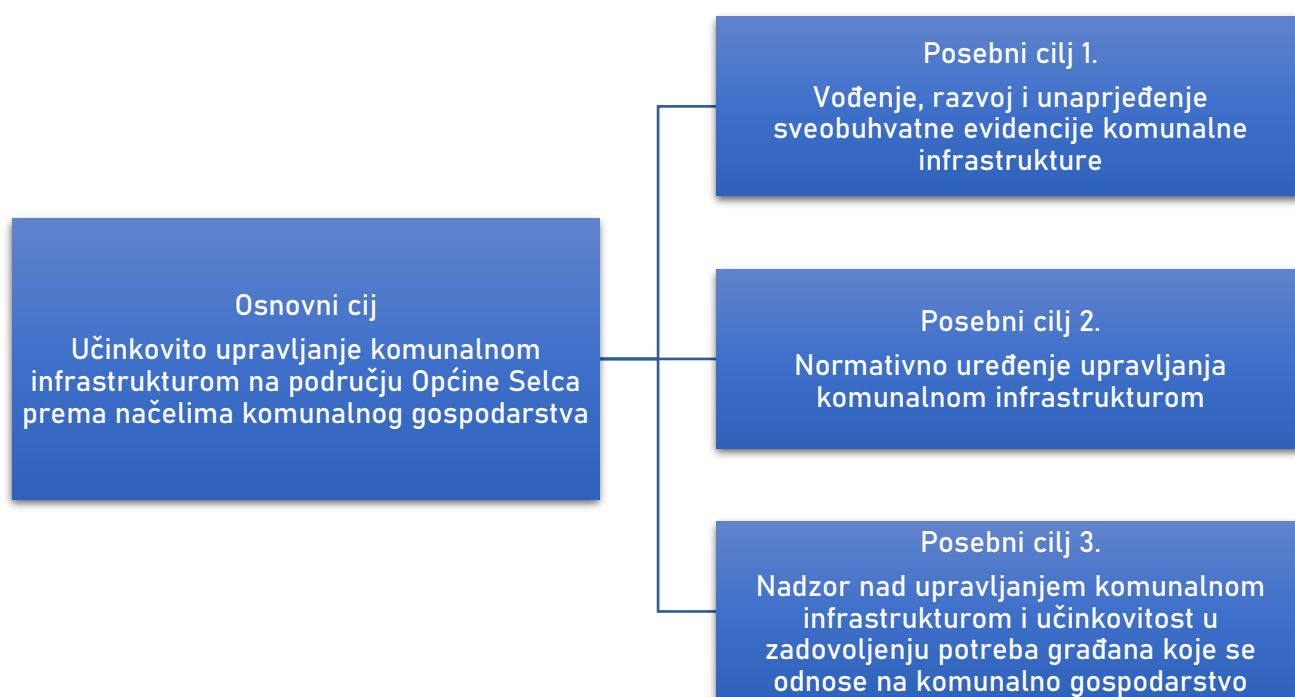 Osnovni cij
Učinkovito upravljanje komunalnom
infrastrukturom na području Općine Selca
prema načelima komunalnog gospodarstva
Posebni cilj 1.
Vođenje, razvoj i unaprjeđenje
sveobuhvatne evidencije komunalne
infrastrukture
Posebni cilj 2.
Normativno uređenje upravljanja
komunalnom infrastrukturom
Posebni cilj 3.
Nadzor nad upravljanjem komunalnom
infrastrukturom i učinkovitost u
zadovoljenju potreba građana koje se
odnose na komunalno gospodarstvo